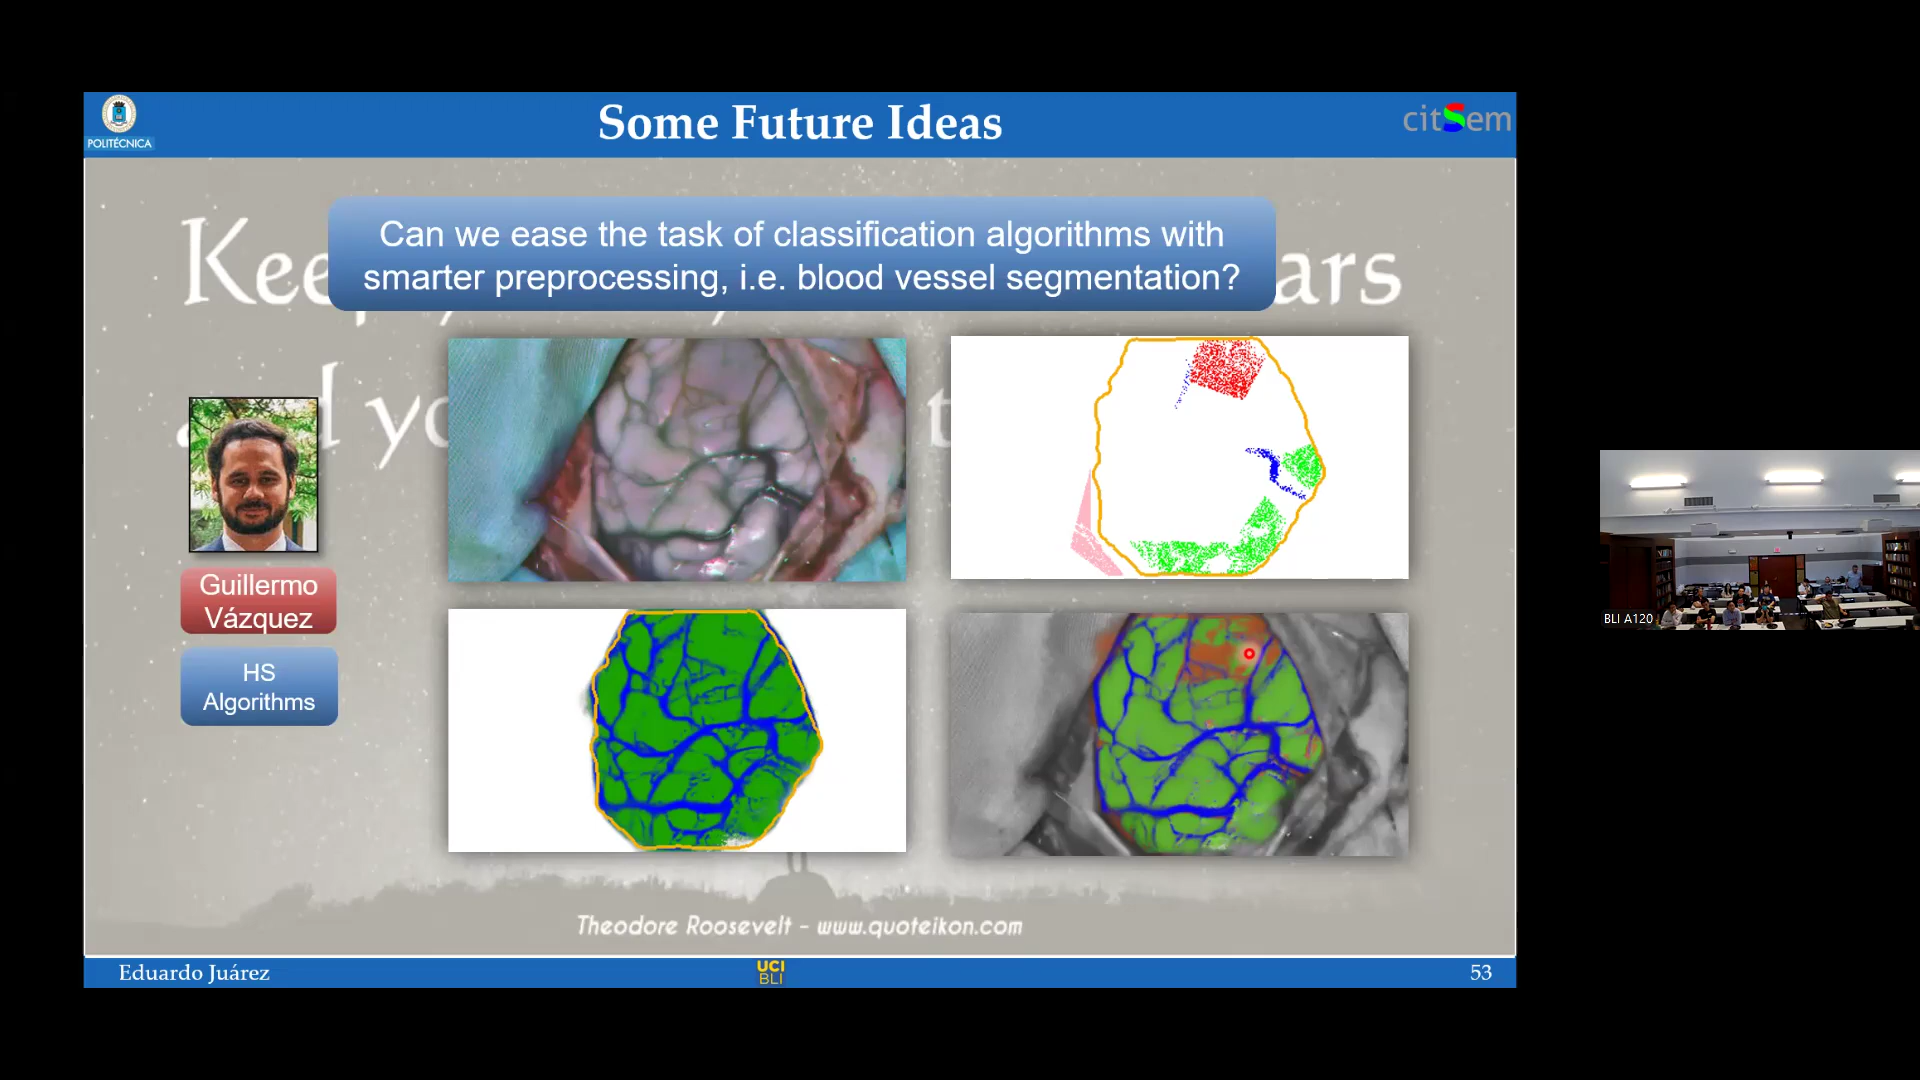 POLITÉCNICA
Some Future Ideas
citSem
Can we ease the task of classification algorithms with
smarter preprocessing, i.e. blood vessel segmentation?
Guillermo
Vázquez
HS
Algorithms
BLI A120
Theodore Roosevelt - www.quoteikon.com
Eduardo Juárez
UCI
BLI
53